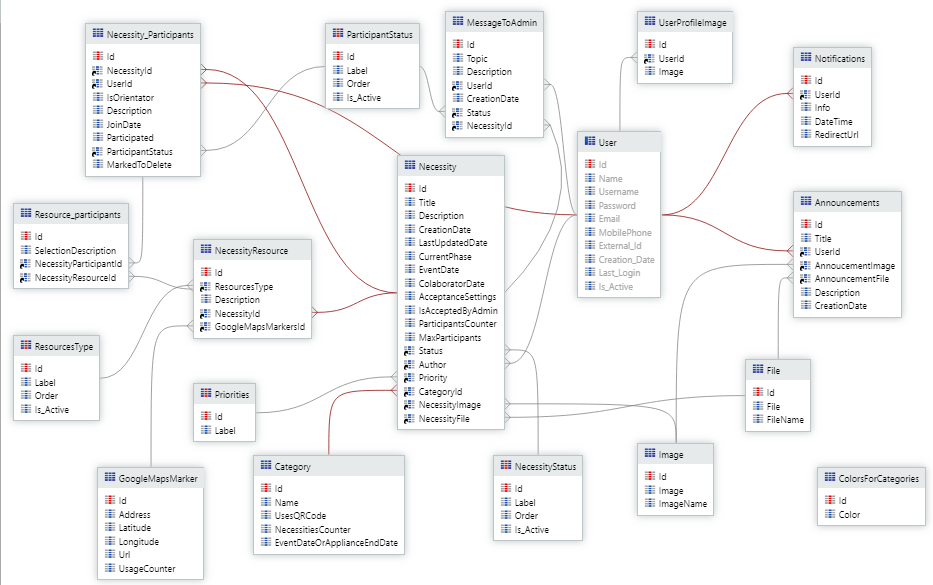 Necessity_Participants
Id
NecessityId
UserId
IsOrientator
Description
JoinDate
Participated
ParticipantStatus
MarkedToDelete
ParticipantStatus
Id
Label
Order
Is_Active
MessageToAdmin
Id
Topic
Description
UserId
CreationDate
Status
NecessityId
UserProfileImage
Id
UserId
Image
Notifications
Id
UserId
Info
DateTime
RedirectUrl
User
Id
Name
Username
Password
Email
MobilePhone
External_Id
Creation_Date
Last_Login
Is_Active
Necessity
Id
Title
Description
CreationDate
LastUpdatedDate
CurrentPhase
EventDate
ColaboratorDate
AcceptanceSettings
IsAcceptedByAdmin
ParticipantsCounter
MaxParticipants
Status
Author
Priority
CategoryId
NecessityImage
NecessityFile
Resource_participants
Id
SelectionDescription
NecessityParticipantId
NecessityResourceId
NecessityResource
Id
ResourcesType
Description
NecessityId
GoogleMapsMarkersId
Announcements
Id
Title
UserId
AnnoucementImage
AnnouncementFile
Description
CreationDate
ResourcesType
Id
Label
Order
Is_Active
Priorities
Id
Label
File
Id
File
FileName
GoogleMapsMarker
Id
Address
Latitude
Longitude
Url
UsageCounter
Category
Id
Name
UsesQRCode
NecessitiesCounter
EventDateOrApplianceEndDate
NecessityStatus
Id
Label
Order
Is_Active
Image
Id
Image
ImageName
ColorsForCategories
Id
Color